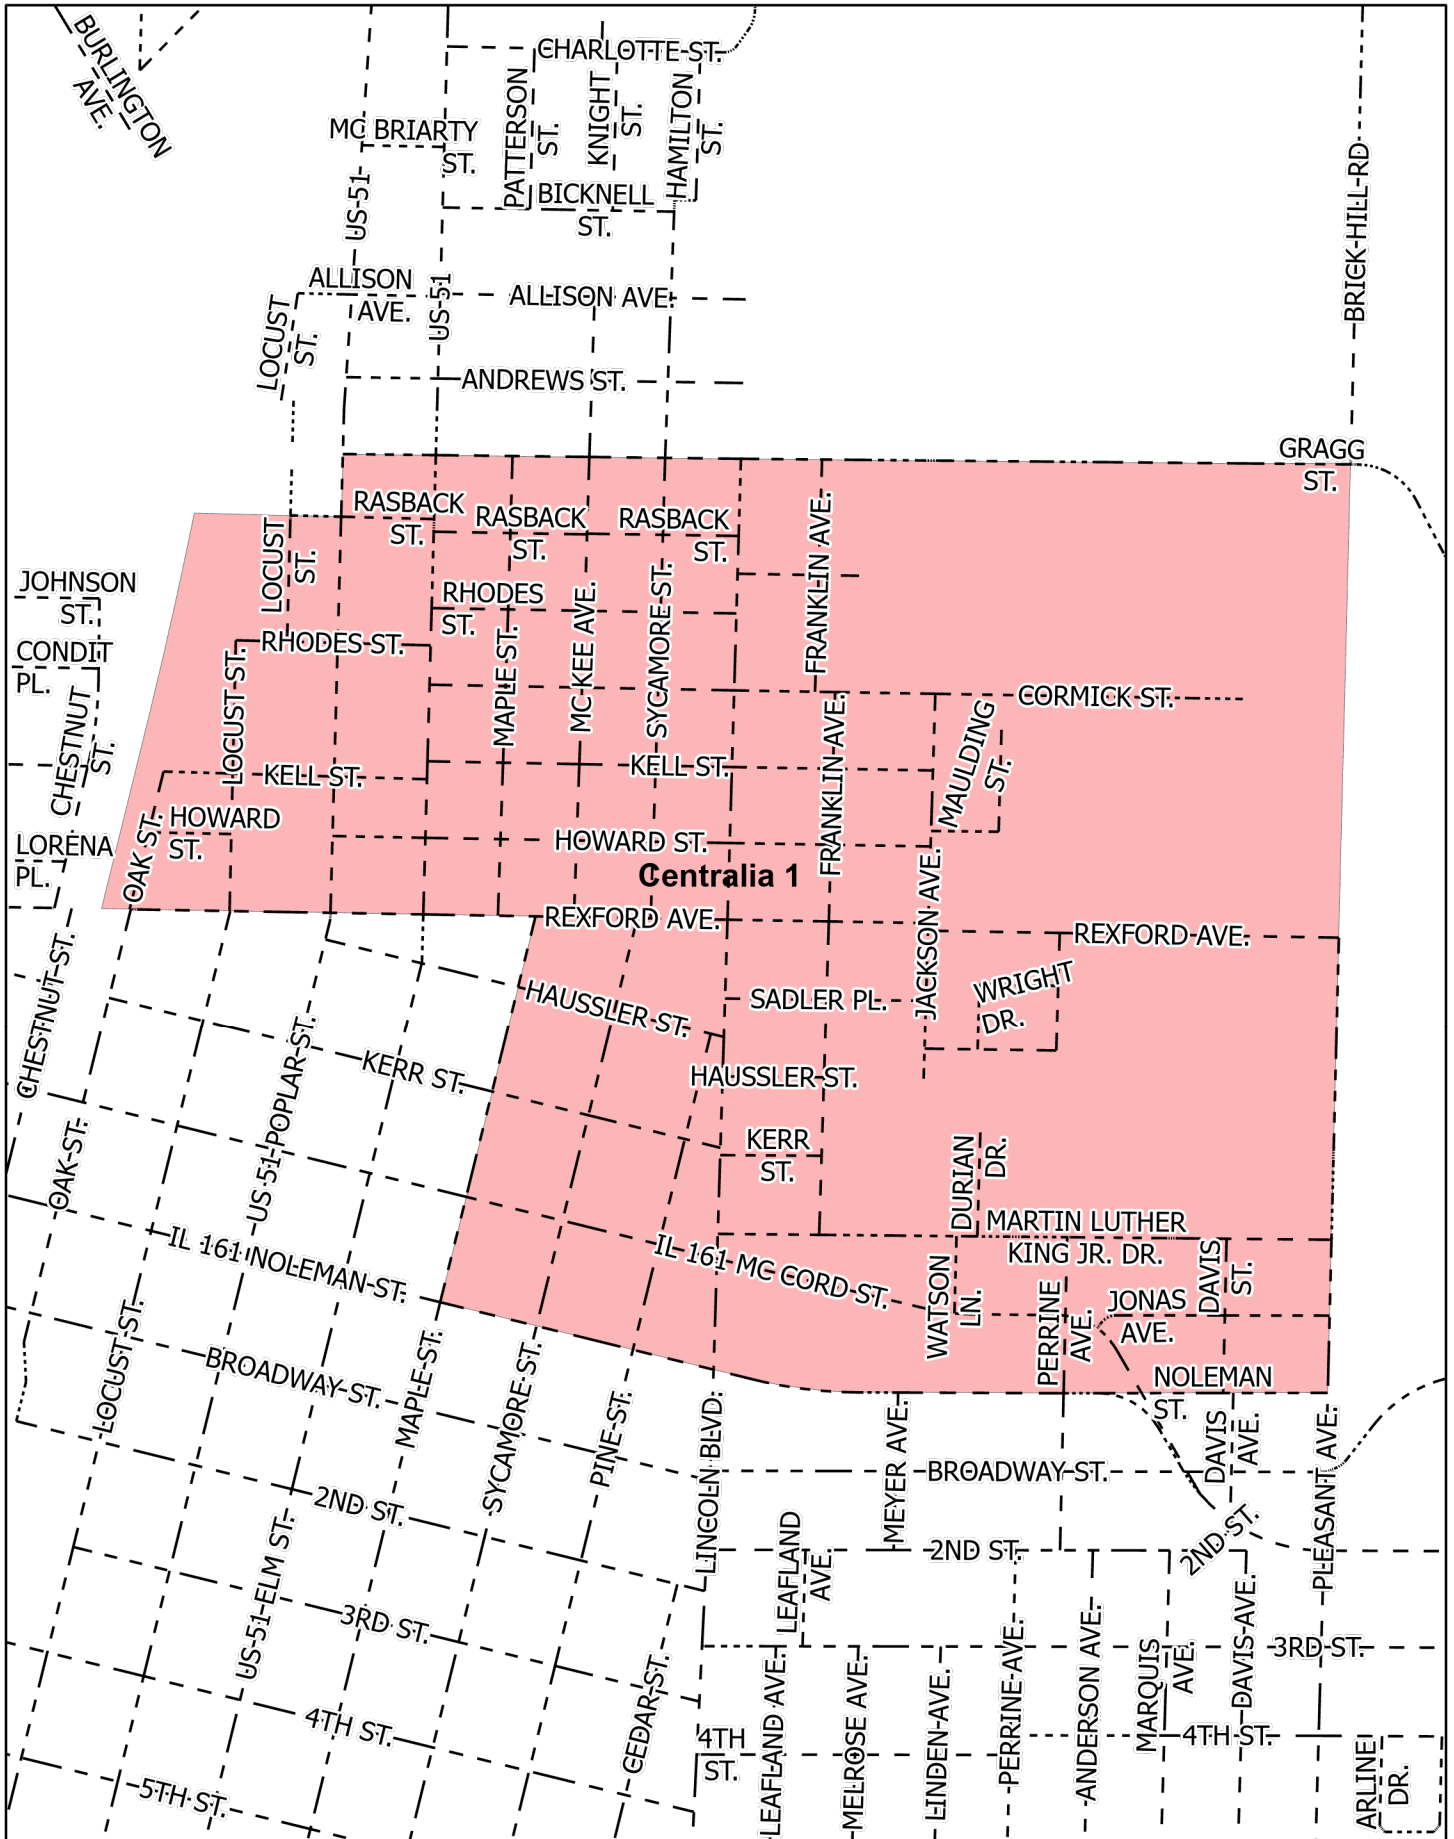 BURLINGTON
AVE.
CHARLOTTE ST.
MC BRIARTY
ST.
PATTERSON
ST.
KNIGHT
ST.
HAMILTON
ST.
BICKNELL
ST.
US-51
US-51
BRICK HILL RD
ALLISON
AVE.
ALLISON AVE.
LOCUST
ST.
ANDREWS ST.
GRAGG
ST.
RASBACK
ST.
RASBACK
ST.
RASBACK
ST.
LOCUST
ST.
FRANKLIN AVE.
JOHNSON
ST.
RHODES
ST.
RHODES ST.
CONDIT
PL.
CHESTNUT
ST.
LOCUST ST.
MAPLE ST.
MC KEE AVE.
SYCAMORE ST.
CORMICK ST.
MAULDING
ST.
FRANKLIN AVE.
KELL ST.
KELL ST.
HOWARD
ST.
HOWARD ST.
LORENA
PL.
OAK ST.
Centralia 1
JACKSON AVE.
REXFORD AVE.
REXFORD AVE.
CHESTNUT ST.
HAUSSLER ST.
SADLER PL.
WRIGHT
DR.
KERR ST.
HAUSSLER ST.
US 51 POPLAR ST.
OAK ST.
KERR
ST.
DURIAN
DR.
MARTIN LUTHER
KING JR. DR.
IL 161 NOLEMAN ST.
IL 161 MC CORD ST.
WATSON
LN.
DAVIS
ST.
PERRINE
AVE.
JONAS
AVE.
LOCUST ST.
BROADWAY ST.
MAPLE ST.
SYCAMORE ST.
PINE ST.
LINCOLN BLVD.
NOLEMAN
ST.
MEYER AVE.
DAVIS
AVE.
PLEASANT AVE.
BROADWAY ST.
2ND ST.
LEAFLAND
AVE.
2ND ST.
2ND ST.
US-51 ELM ST.
3RD ST.
3RD ST.
CEDAR ST.
LEAFLAND AVE.
MELROSE AVE.
LINDEN AVE.
PERRINE AVE.
ANDERSON AVE.
MARQUIS
AVE.
DAVIS AVE.
4TH ST.
4TH
ST.
4TH ST.
ARLINE
DR.
5TH ST.